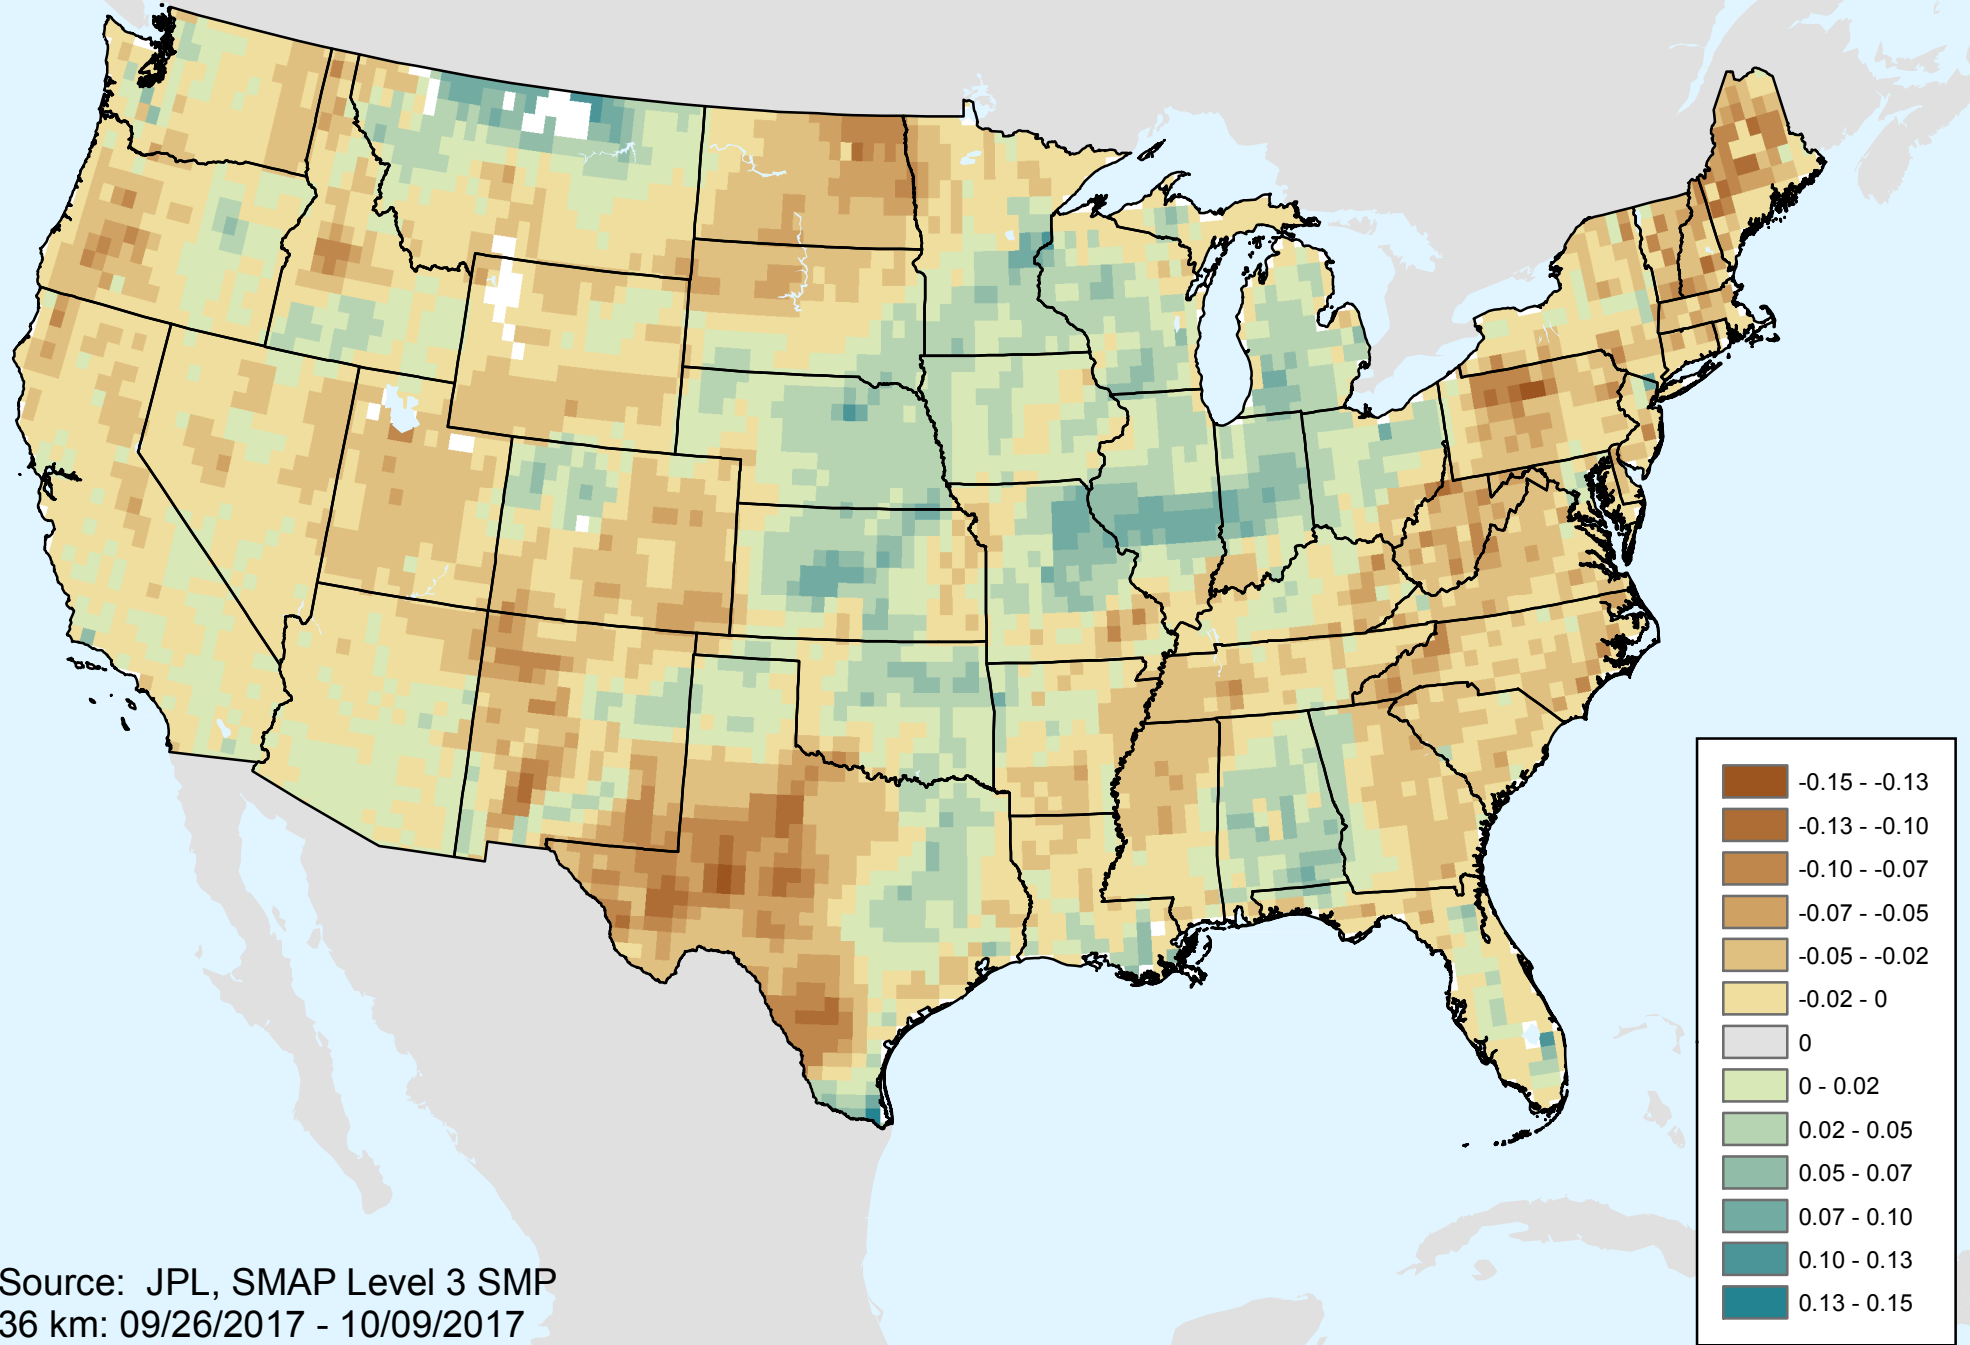 -0.15 - -0.13
-0.13 - -0.10
-0.10 - -0.07
-0.07 - -0.05
-0.05 - -0.02
-0.02 - 0
0
0 - 0.02
0.02 - 0.05
0.05 - 0.07
0.07 - 0.10
0.10 - 0.13
0.13 - 0.15
Source: JPL, SMAP Level 3 SMP
36 km: 09/26/2017 - 10/09/2017